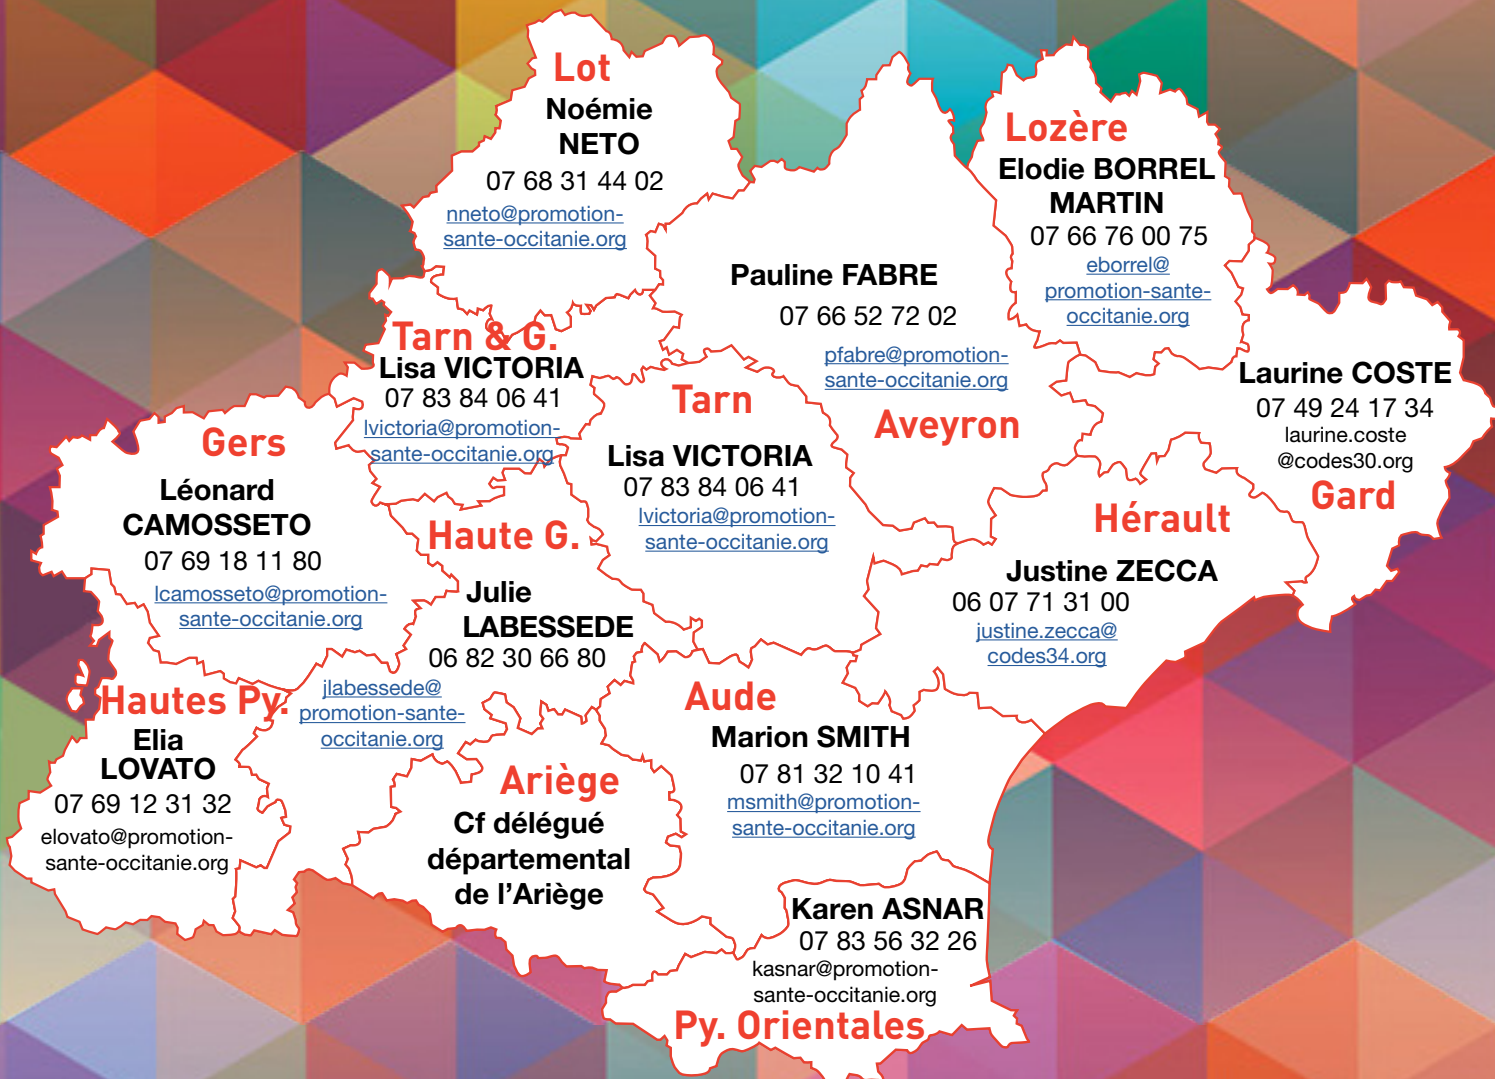 Lot
Noémie
NETO
07 68 31 44 02
nneto@promotion-
sante-occitanie.org
Lozère
Elodie BORREL
MARTIN
07 66 76 00 75
eborrel@
promotion-sante-
occitanie.org
Pauline FABRE
07 66 52 72 02
pfabre@promotion-
sante-occitanie.org
Aveyron
Tarn & G.
Lisa VICTORIA
07 83 84 06 41
lvictoria@promotion-
sante-occitanie.org
Tarn
Lisa VICTORIA
07 83 84 06 41
lvictoria@promotion-
sante-occitanie.org
Laurine COSTE
07 49 24 17 34
laurine.coste
@codes30.org
Gard
Gers
Léonard
CAMOSSETO
07 69 18 11 80
lcamosseto@promotion-
sante-occitanie.org
Haute G.
Julie
LABESSEDE
06 82 30 66 80
jlabessede@
promotion-sante-
occitanie.org
Hérault
Justine ZECCA
06 07 71 31 00
justine.zecca@
codes34.org
Hautes Py.
Elia
LOVATO
07 69 12 31 32
elovato@promotion-
sante-occitanie.org
Ariège
Cf délégué
départemental
de l’Ariège
Aude
Marion SMITH
07 81 32 10 41
msmith@promotion-
sante-occitanie.org
Karen ASNAR
07 83 56 32 26
kasnar@promotion-
sante-occitanie.org
Py. Orientales